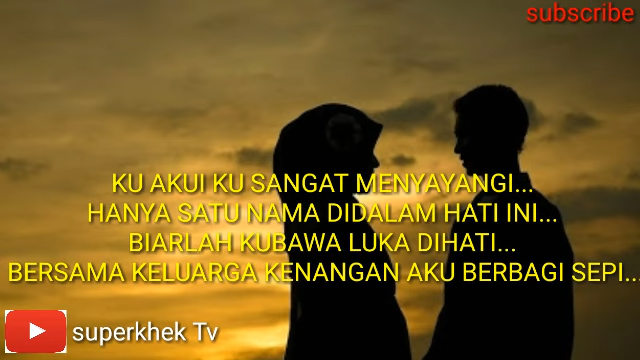 subscribe
KU AKUI KU SANGAT MENYAYANGI...
HANYA SATU NAMA DIDALAM HATI INI...
BIARLAH KUBAWA LUKA DIHATI...
BERSAMA KELUARGA KENANGAN AKU BERBAGI SEPI...
superkhek Tv